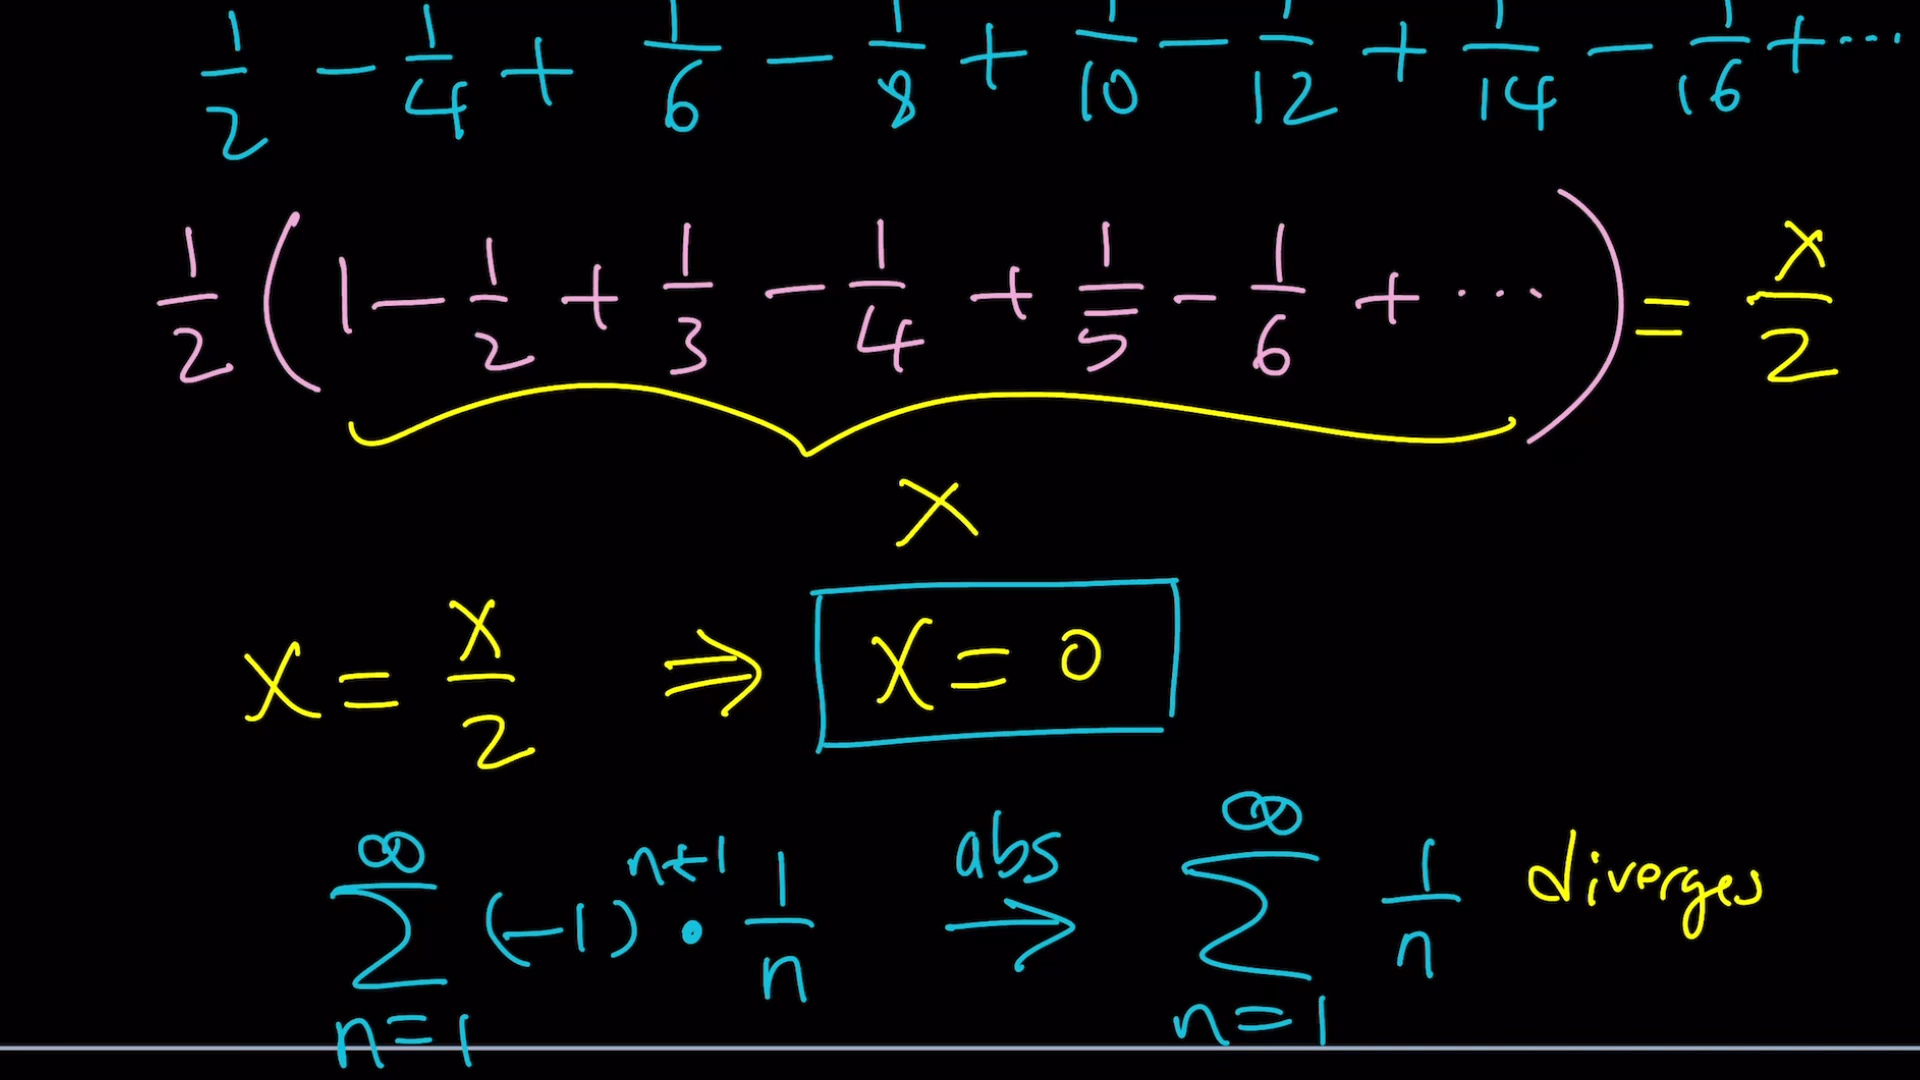 1/2 - 1/4 + 1/6 - 1/8 + 1/10 - 1/12 + 1/14 - 1/16 + ⋯
1/2 ( 1 - 1/2 + 1/3 - 1/4 + 1/5 - 1/6 + ⋯ ) = x/2
x
x = x/2 ⇒ x = 0
∑_{n=1}^{∞} (-1)^{n+1} · 1/n →^{abs} ∑_{n=1}^{∞} 1/n diverges